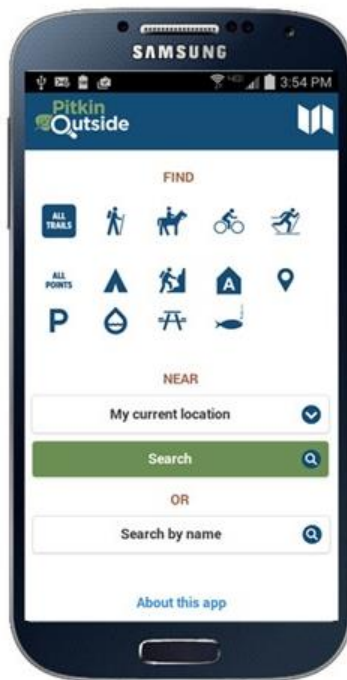 SAMSUNG
3:54 PM
Pitkin
Outside
FIND
ALL
TRAILS
ALL
POINTS
A
P
NEAR
My current location
Search
OR
Search by name
About this app